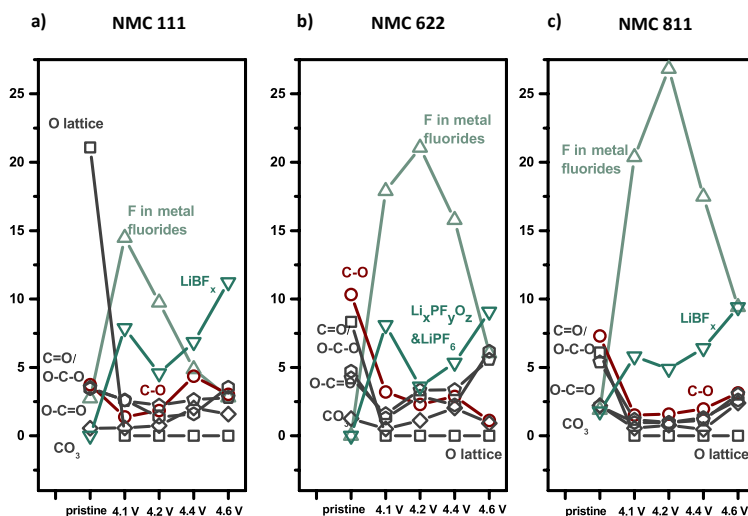 a)
NMC 111
25
20
15
10
5
0
O lattice
F in metal
fluorides
LiBFx
C=O/
O-C-O
C-O
O-C=O
CO3
pristine 4.1 V 4.2 V 4.4 V 4.6 V
b)
NMC 622
25
20
15
10
5
0
F in metal
fluorides
C-O
C=O/
O-C-O
LixPFyOz
&LiPF6
O-C=O
CO3
O lattice
pristine 4.1 V 4.2 V 4.4 V 4.6 V
c)
NMC 811
25
20
15
10
5
0
F in metal
fluorides
C=O/
O-C-O
LiBFx
O-C=O
C-O
CO3
pristine 4.1 V 4.2 V 4.4 V 4.6 V